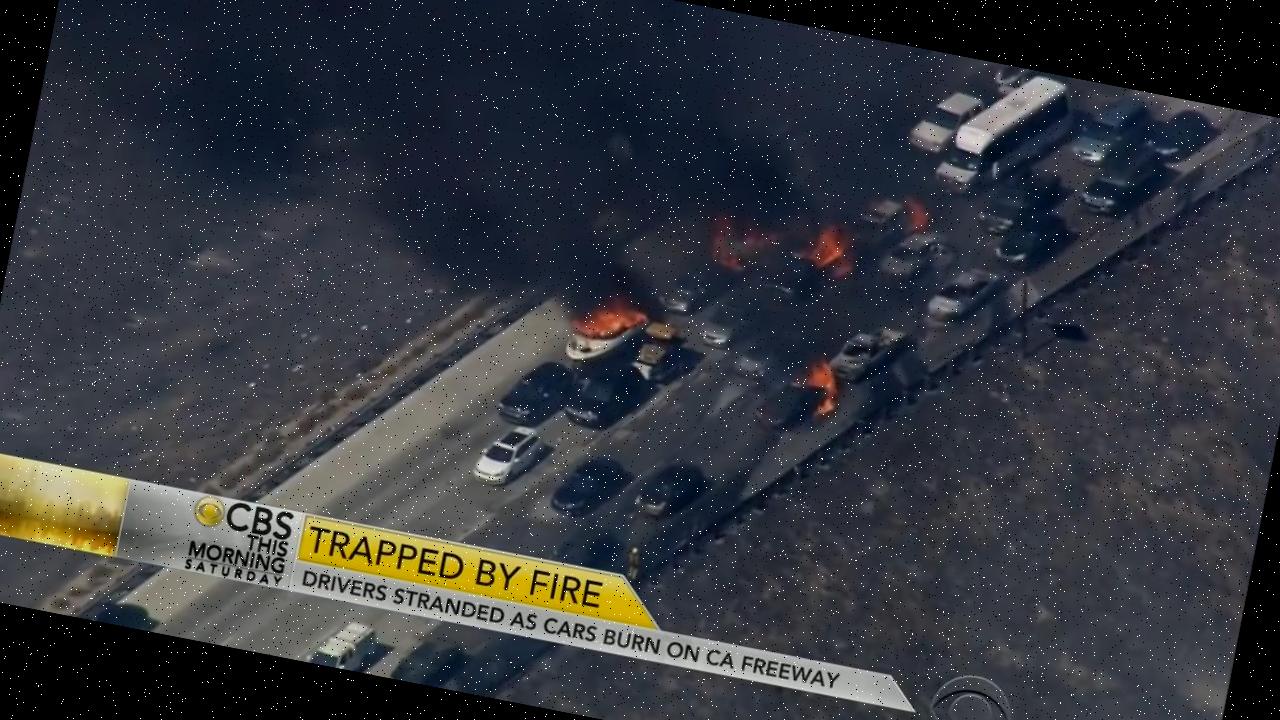 CBS
THIS
MORNING
SATURDAY
TRAPPED BY FIRE
DRIVERS STRANDED AS CARS BURN ON CA FREEWAY